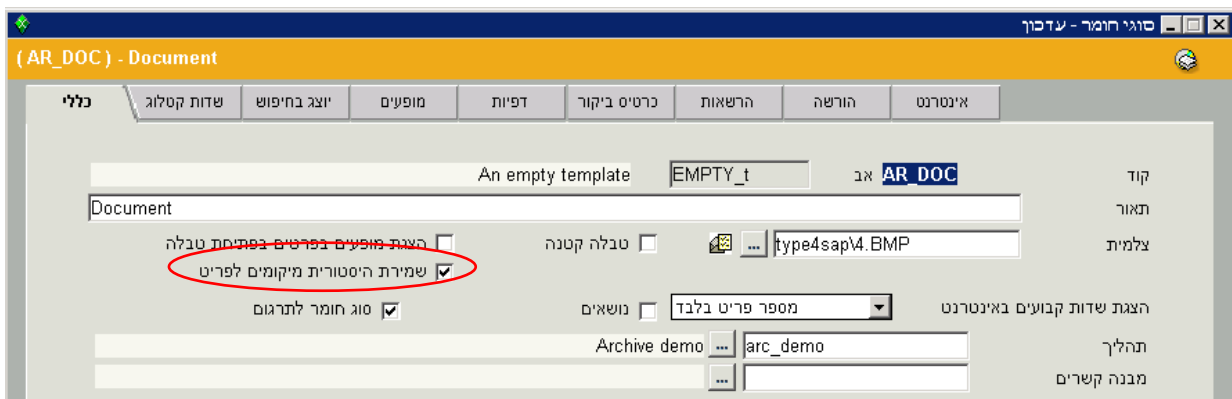 סוגי חומר - עדכון
( AR_DOC ) - Document
כללי שדות קטלוג יוצג בחיפוש מופעים דפיות כרטיס ביקור הרשאות הורשה אינטרנט
קוד AR_DOC אב EMPTY_t An empty template
תאור Document
צלמית type4sap\4.BMP ... טבלה קטנה הצגת מופעים בפרטים בפתיחת טבלה
שמירת היסטורית מיקומים לפריט
הצגת שדות קבועים באינטרנט מספר פריט בלבד נושאים סוג חומר לתרגום
תהליך arc_demo ... Archive demo
מבנה קשרים ...